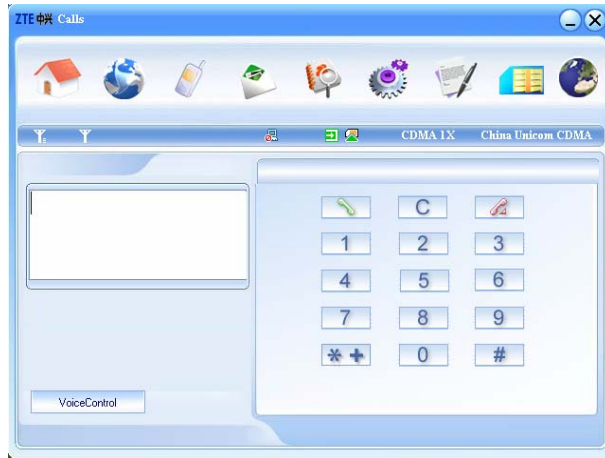 ZTE中兴 Calls
CDMA 1X China Unicom CDMA
C
1 2 3
4 5 6
7 8 9
* + 0 #
VoiceControl